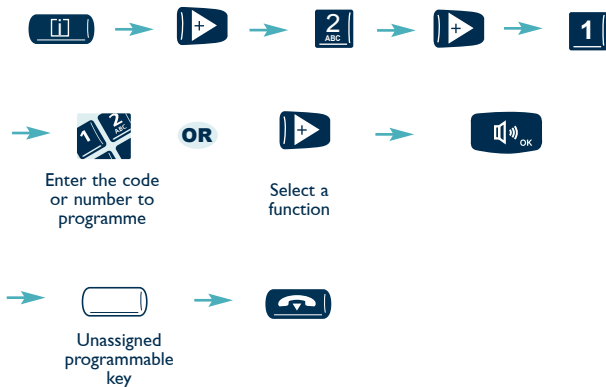 [i] + 2 ABC + 1
1 2 ABC OR + OK
Enter the code
or number to
programme
Select a
function
Unassigned
programmable
key